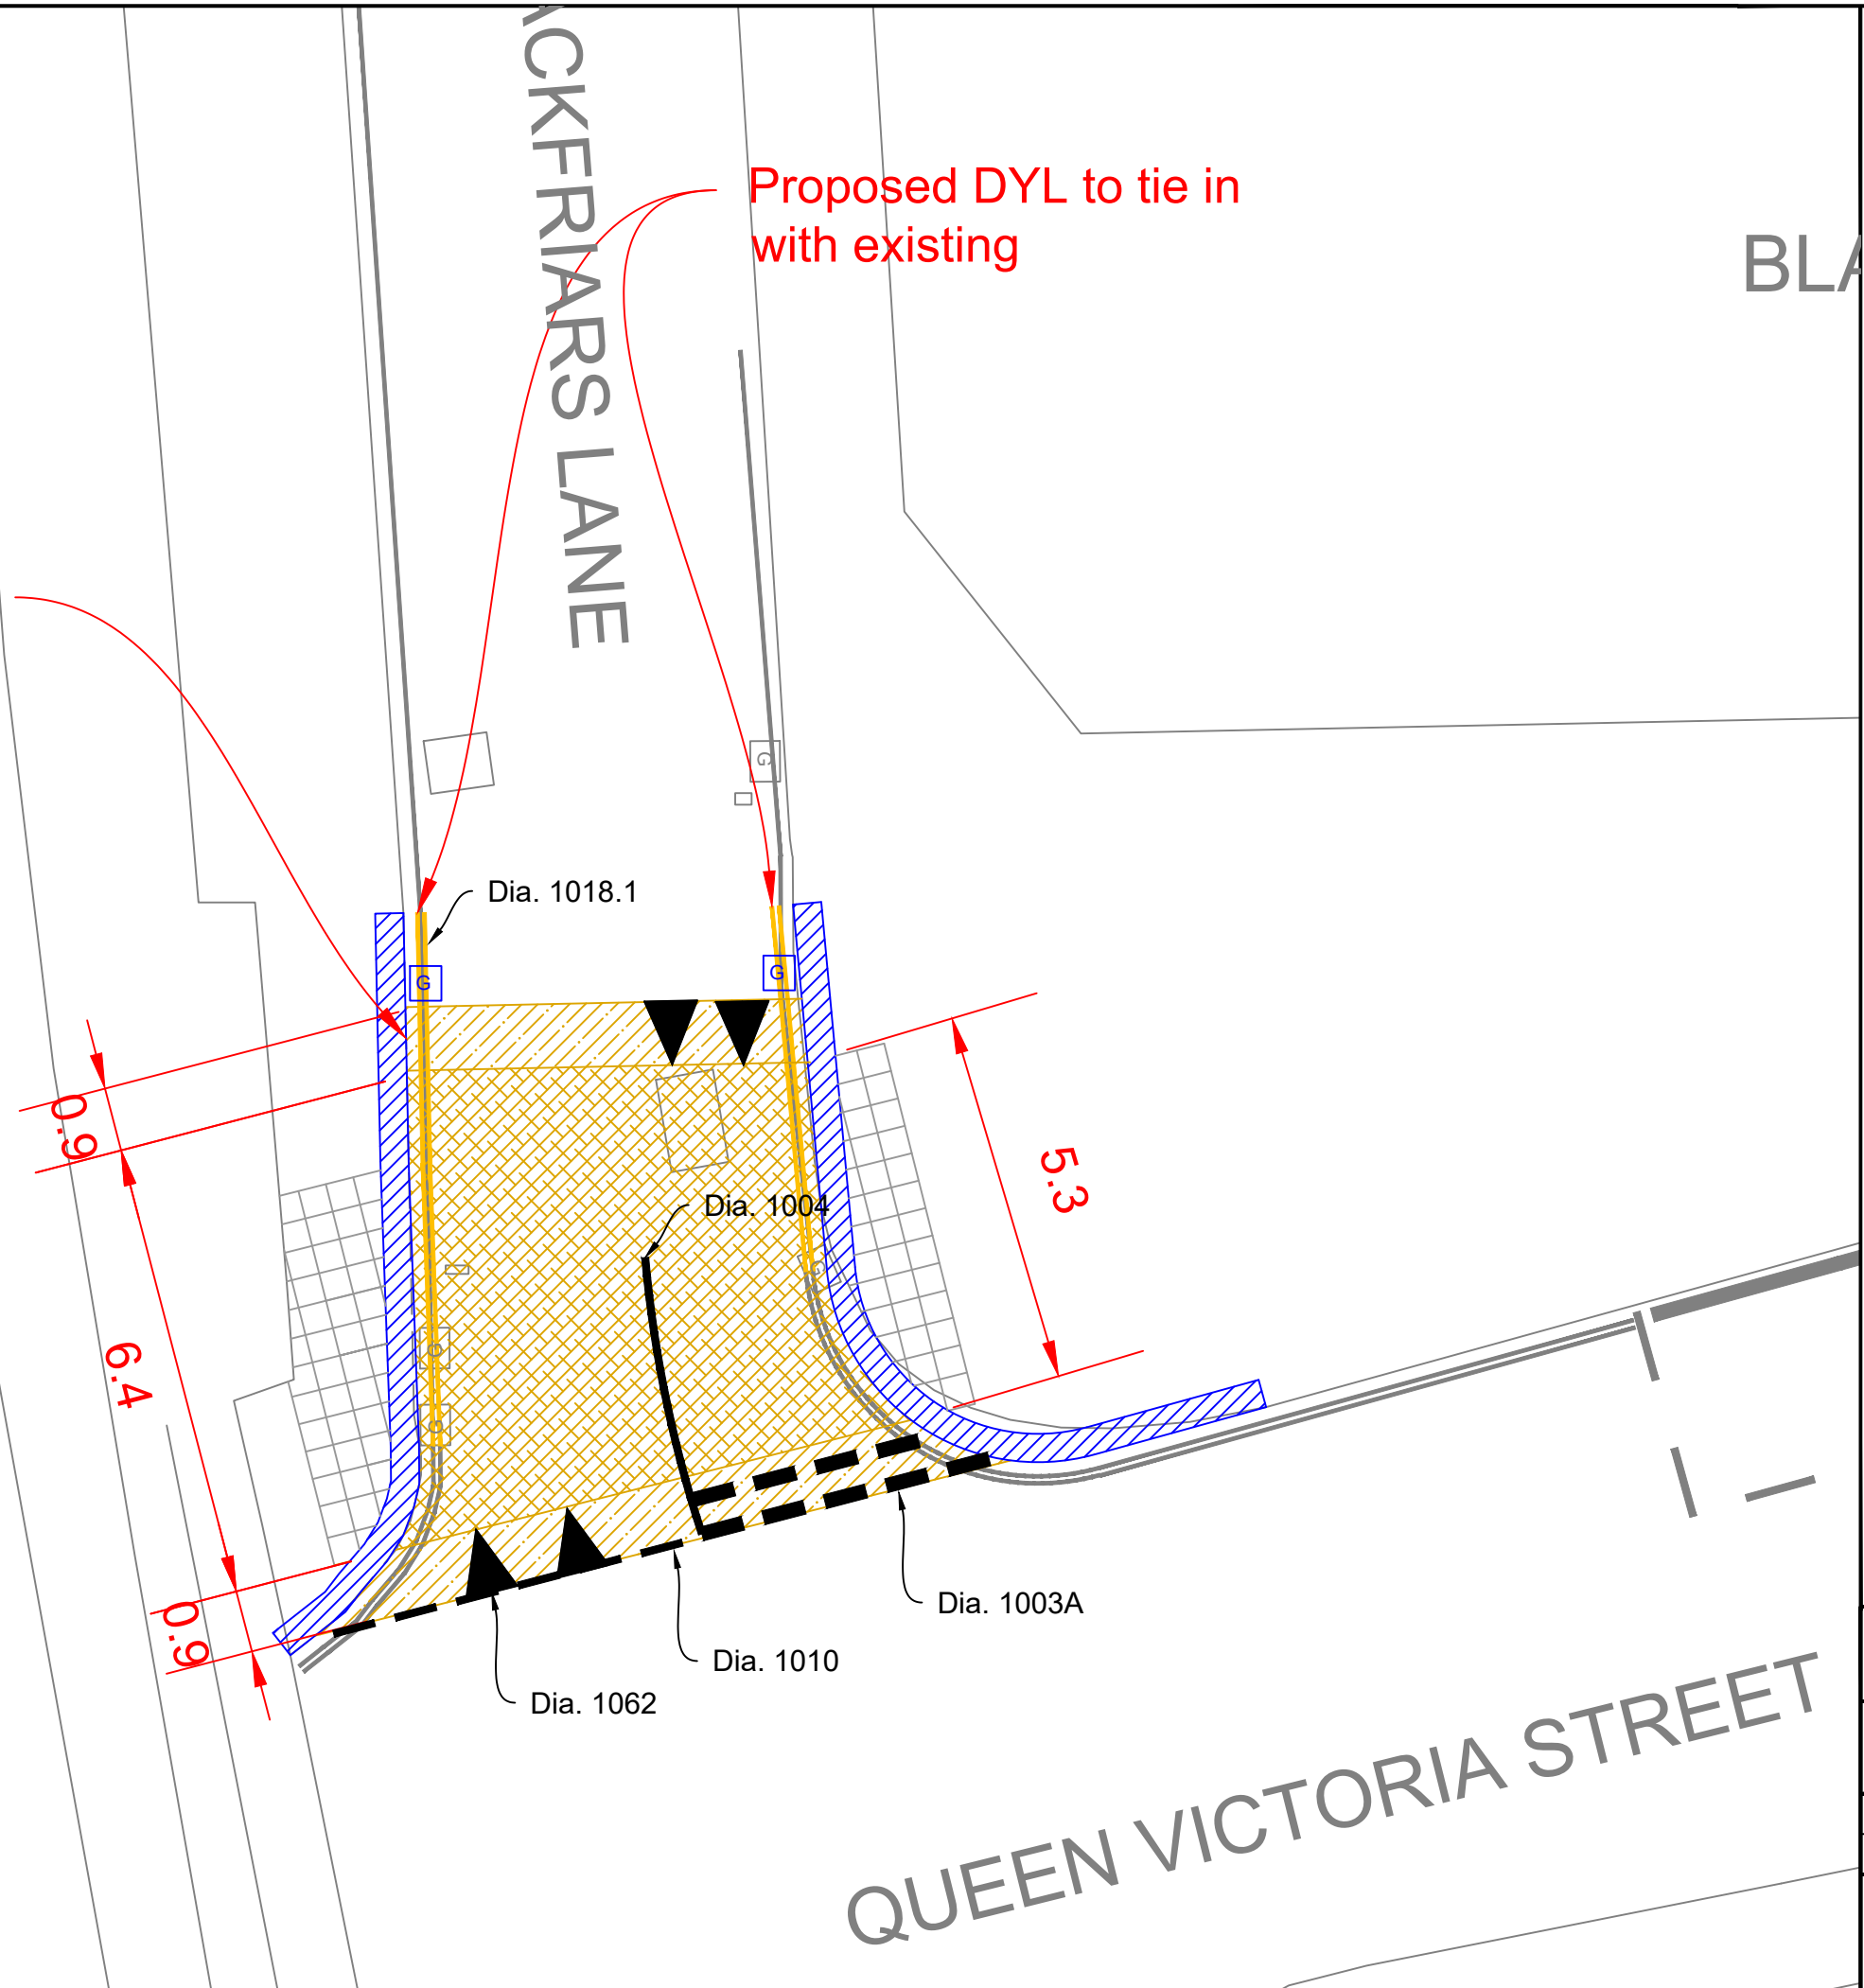 ACKFRIARS LANE
Proposed DYL to tie in
with existing
BLA
G
Dia. 1018.1
G
G
0.9
5.3
Dia. 1004
G
6.4
G
G
0.9
Dia. 1003A
Dia. 1010
Dia. 1062
QUEEN VICTORIA STREET